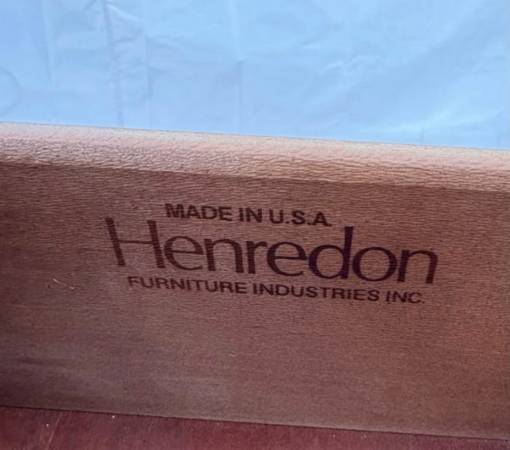 MADE IN U.S.A.
Henredon
FURNITURE INDUSTRIES INC.